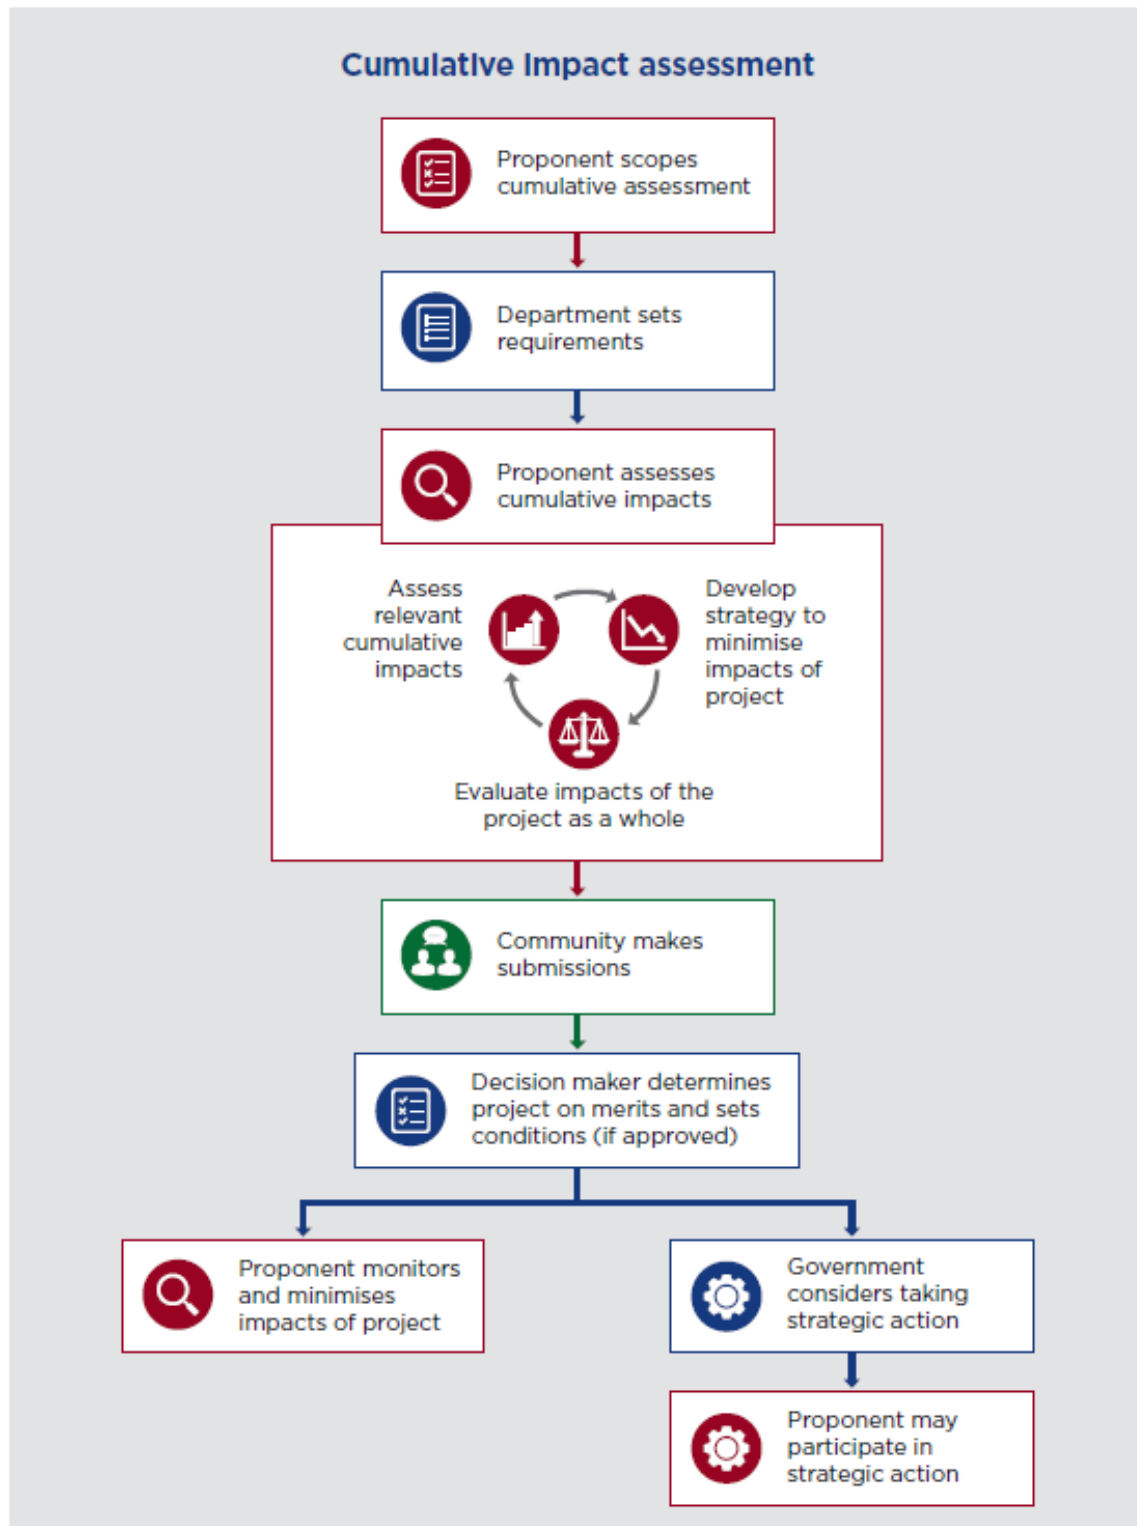 Cumulative impact assessment
Proponent scopes
cumulative assessment
Department sets
requirements
Proponent assesses
cumulative impacts
Assess
relevant
cumulative
impacts
Develop
strategy to
minimise
impacts of
project
Evaluate impacts of the
project as a whole
Community makes
submissions
Decision maker determines
project on merits and sets
conditions (if approved)
Proponent monitors
and minimises
impacts of project
Government
considers taking
strategic action
Proponent may
participate in
strategic action